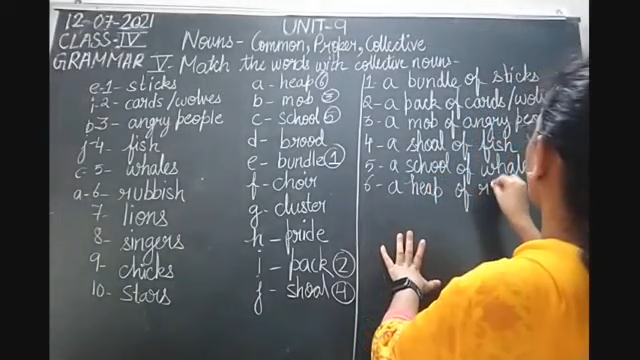 12-07-2021
UNIT-9
CLASS-IV
Nouns- Common, Proper, Collective
GRAMMAR
V- Match the words with collective nouns-
e-1- sticks
i-2- cards/wolves
b-3- angry people
j-4- fish
c-5- whales
a-6- rubbish
7- lions
8- singers
9- chicks
10- stars
a- heap 6
b- mob 3
c- school 5
d- brood
e- bundle 1
f- choir
g- cluster
h- pride
i- pack 2
j- shoal 4
1- a bundle of sticks
2- a pack of cards/wol
3- a mob of angry peo
4- a shoal of fish
5- a school of whale
6- a heap of r